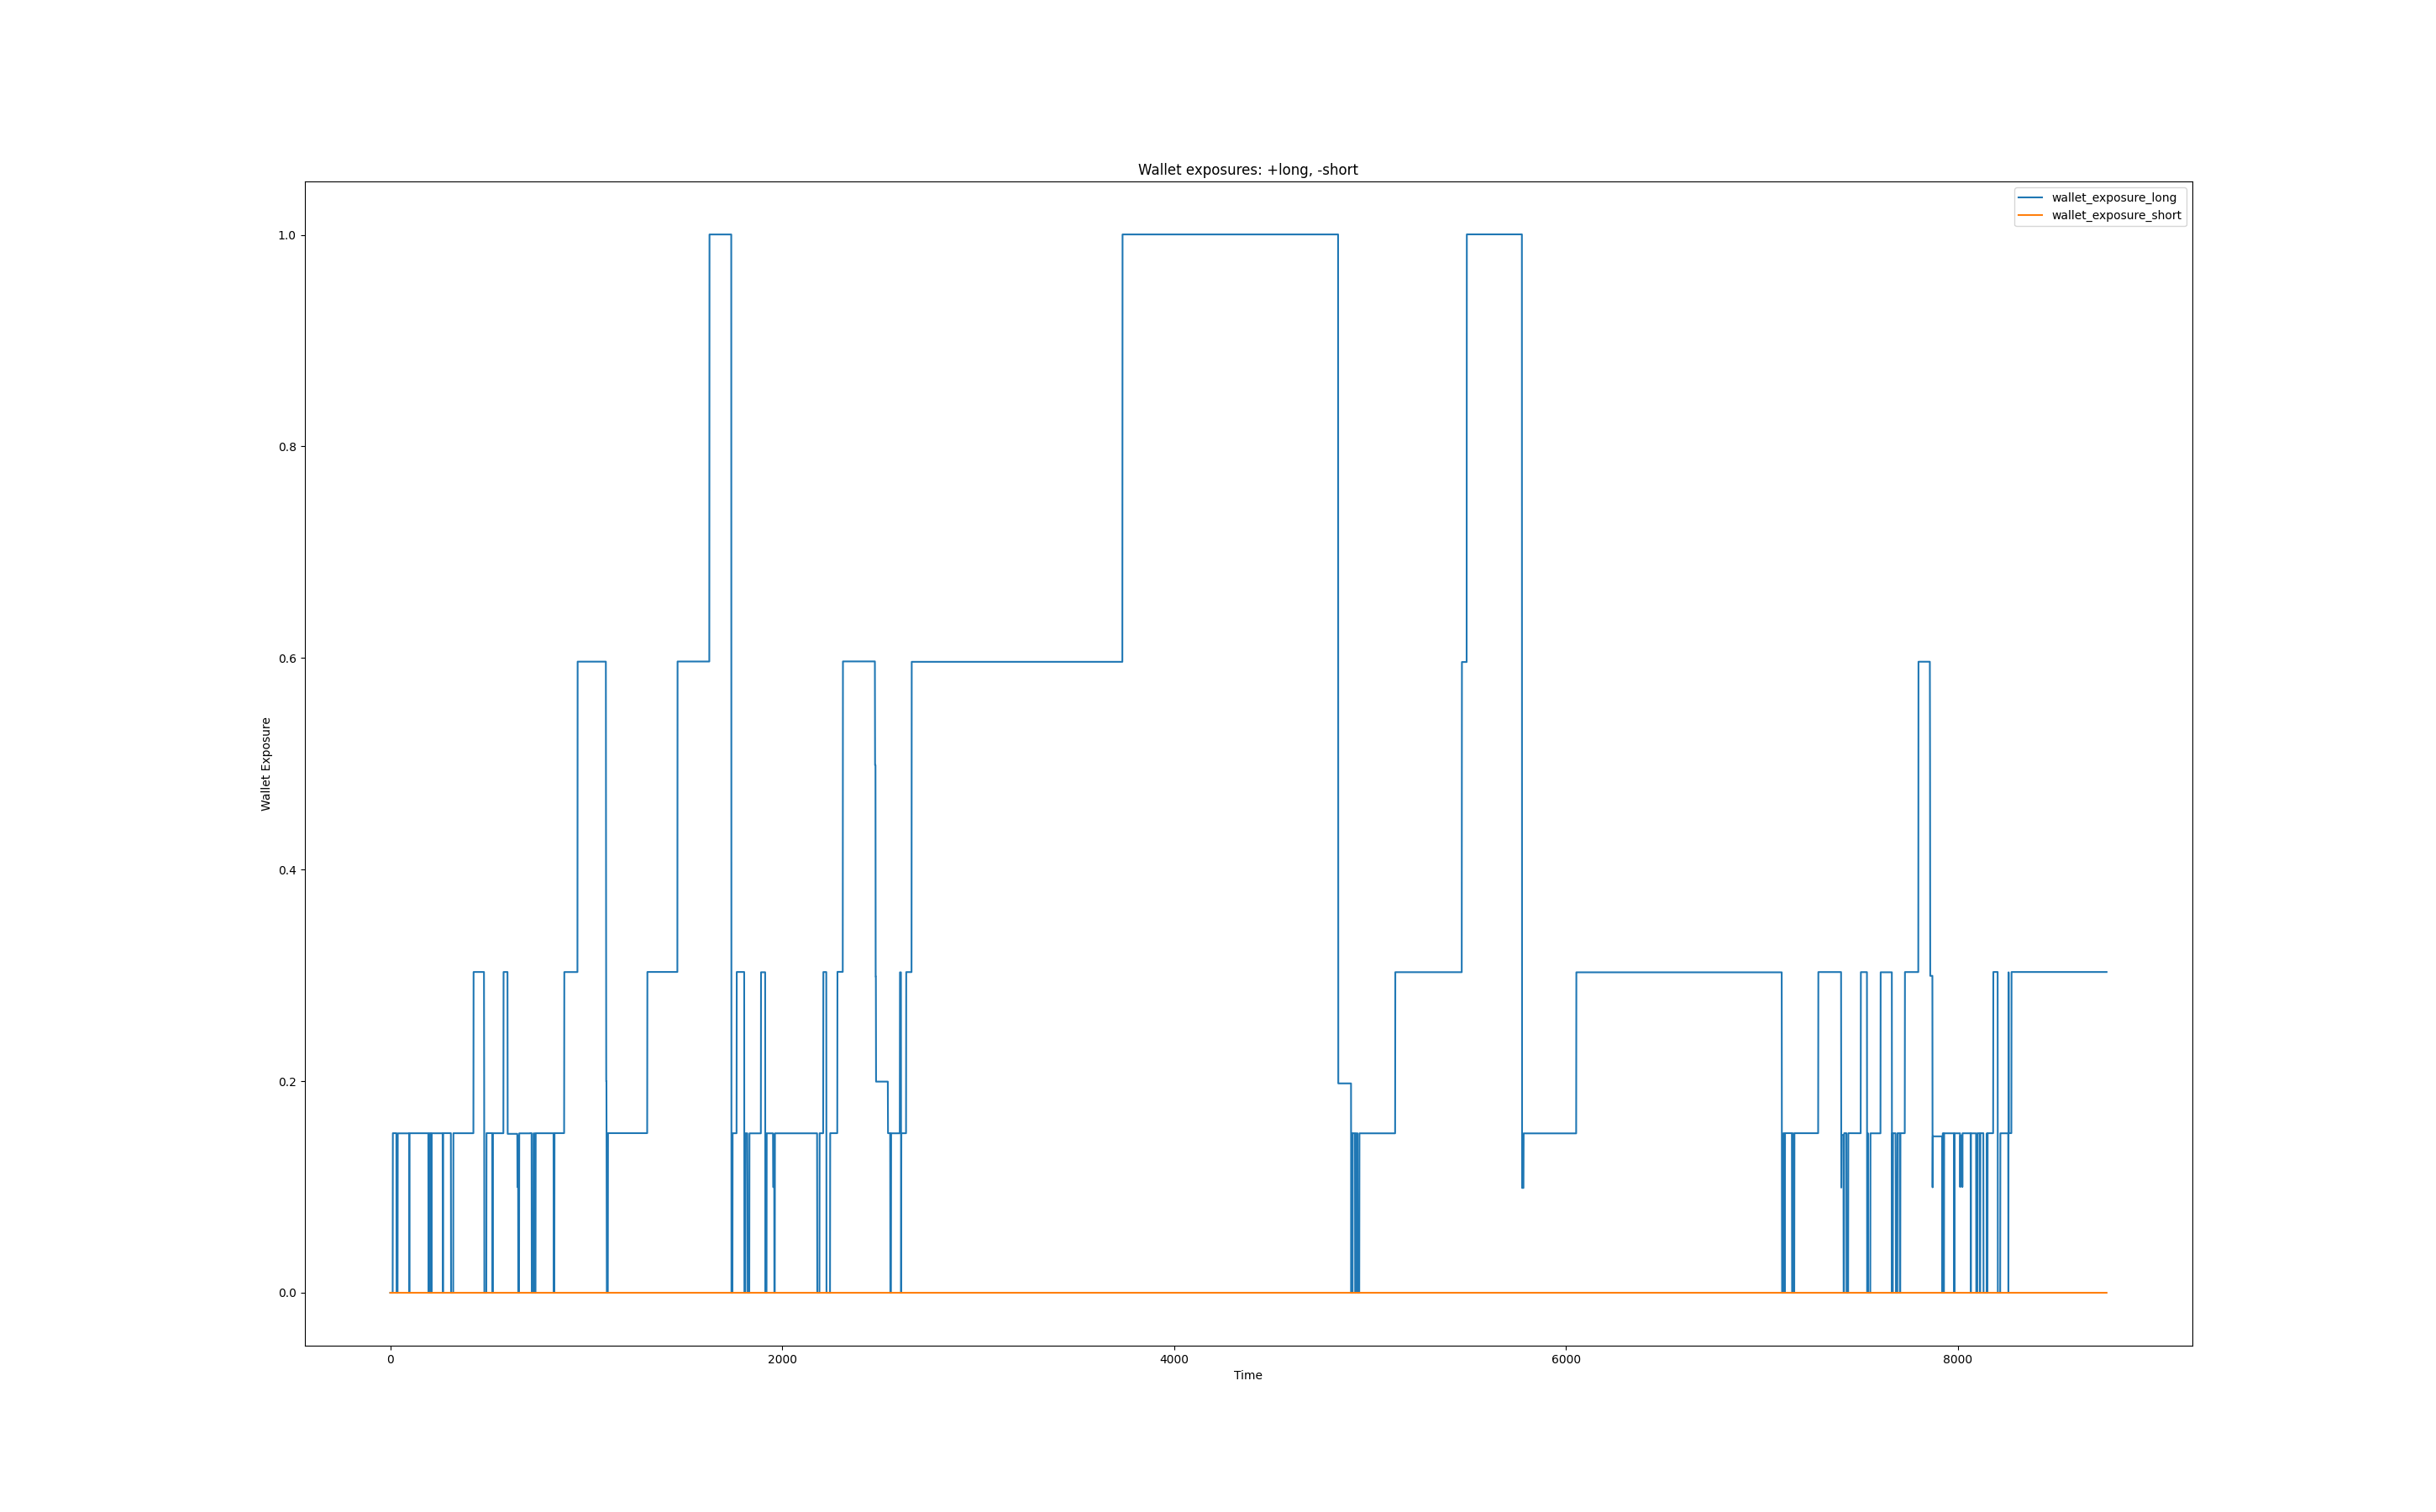 Wallet exposures: +long, -short
wallet_exposure_long
wallet_exposure_short
1.0
0.8
0.6
0.4
0.2
0.0
Wallet Exposure
0 2000 4000 6000 8000
Time